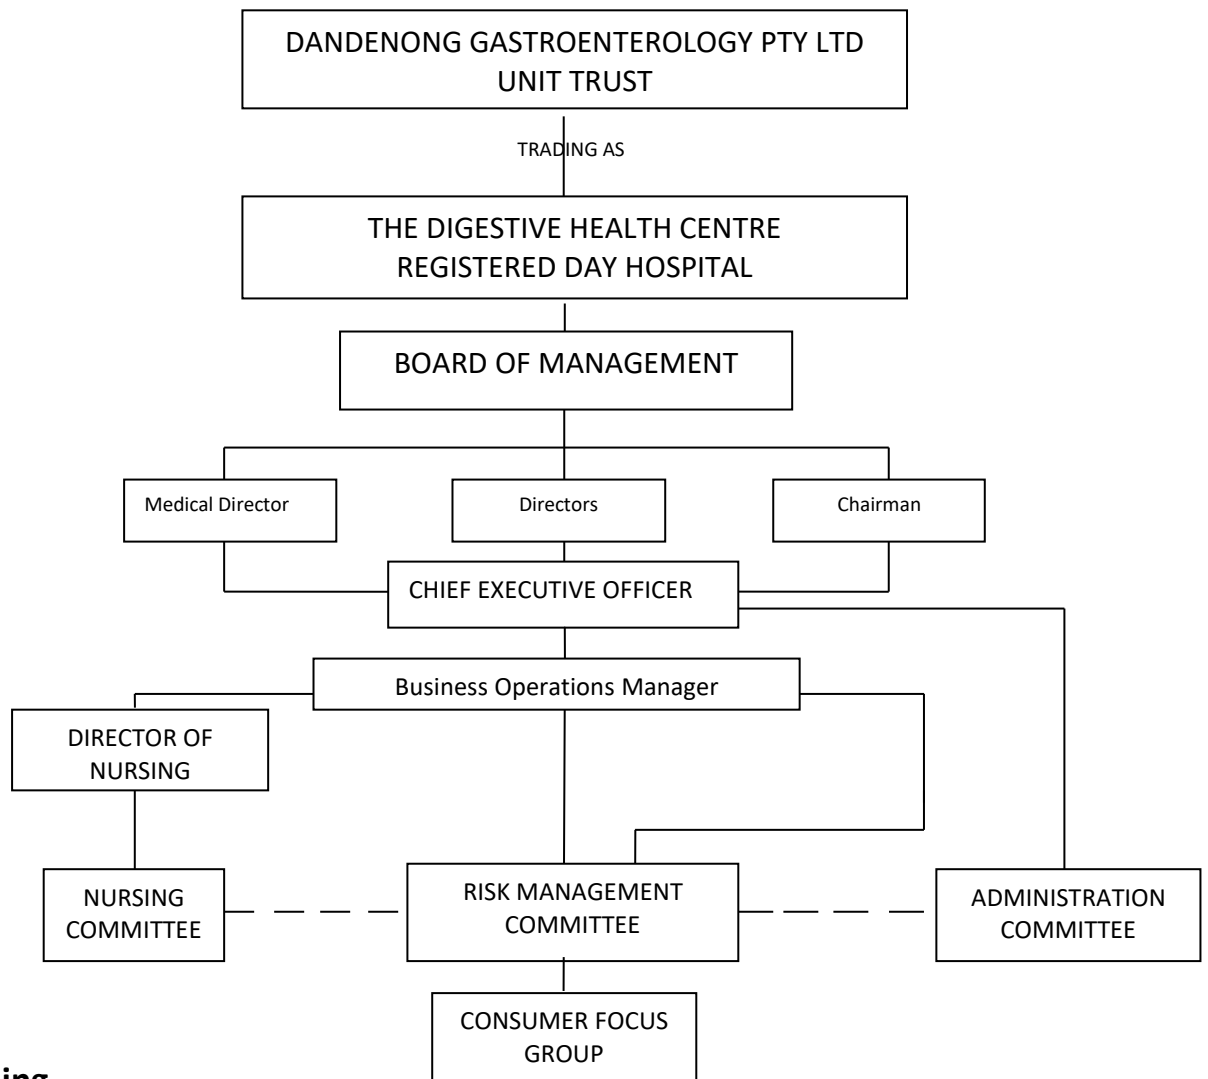 DANDENONG GASTROENTEROLOGY PTY LTD
UNIT TRUST
TRADING AS
THE DIGESTIVE HEALTH CENTRE
REGISTERED DAY HOSPITAL
BOARD OF MANAGEMENT
Medical Director
Directors
Chairman
CHIEF EXECUTIVE OFFICER
Business Operations Manager
DIRECTOR OF
NURSING
NURSING
COMMITTEE
RISK MANAGEMENT
COMMITTEE
ADMINISTRATION
COMMITTEE
CONSUMER FOCUS
GROUP